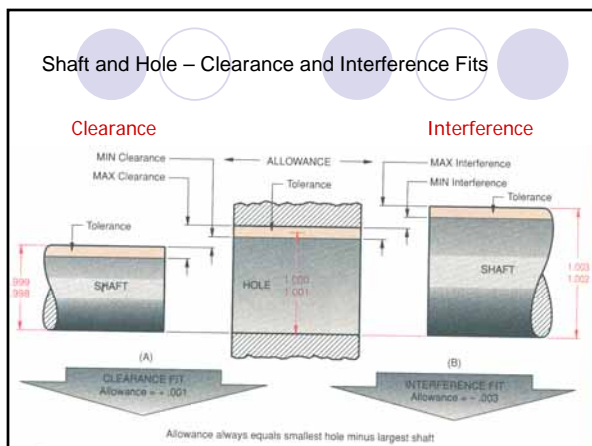 Shaft and Hole – Clearance and Interference Fits
Clearance
Interference
MIN Clearance
MAX Clearance
ALLOWANCE
MAX Interference
MIN Interference
Tolerance
Tolerance
Tolerance
.999
.998
SHAFT
HOLE
1.000
1.001
SHAFT
1.003
1.002
(A)
(B)
CLEARANCE FIT
Allowance = + .001
INTERFERENCE FIT
Allowance = - .003
Allowance always equals smallest hole minus largest shaft